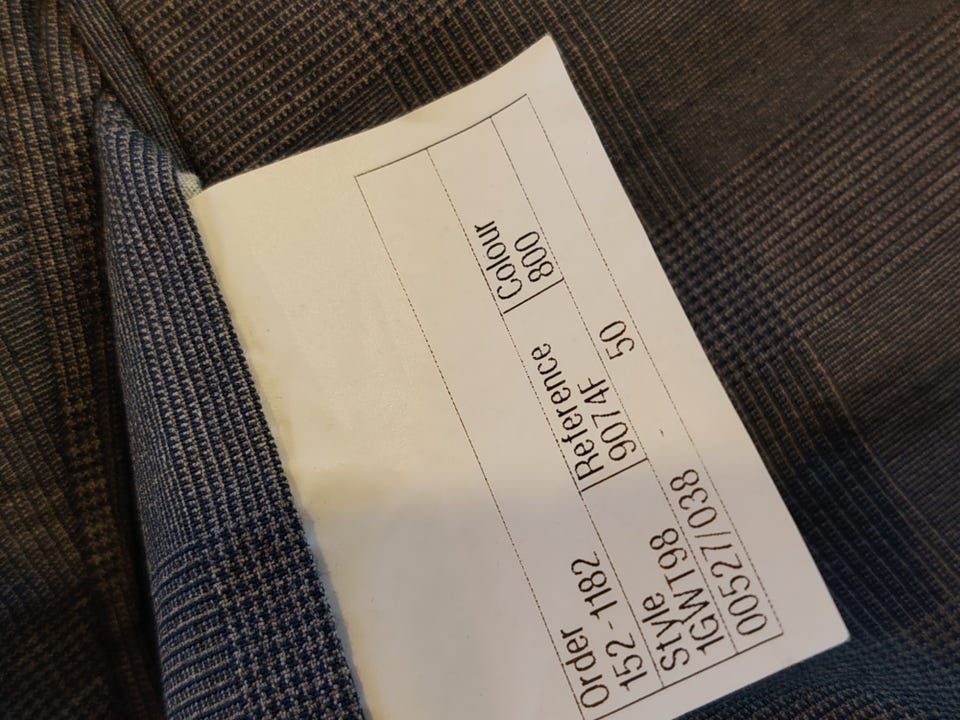 Order Reference Colour
152-1182 9074F 800
Style
1GWT98 50
00527/038 -